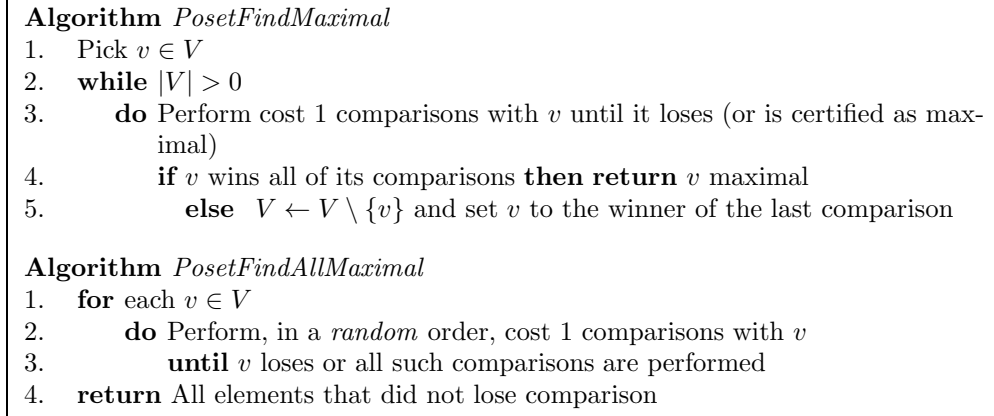 Algorithm PosetFindMaximal
1. Pick v ∈ V
2. while |V| > 0
3. do Perform cost 1 comparisons with v until it loses (or is certified as max-
imal)
4. if v wins all of its comparisons then return v maximal
5. else V ← V \ {v} and set v to the winner of the last comparison
Algorithm PosetFindAllMaximal
1. for each v ∈ V
2. do Perform, in a random order, cost 1 comparisons with v
3. until v loses or all such comparisons are performed
4. return All elements that did not lose comparison